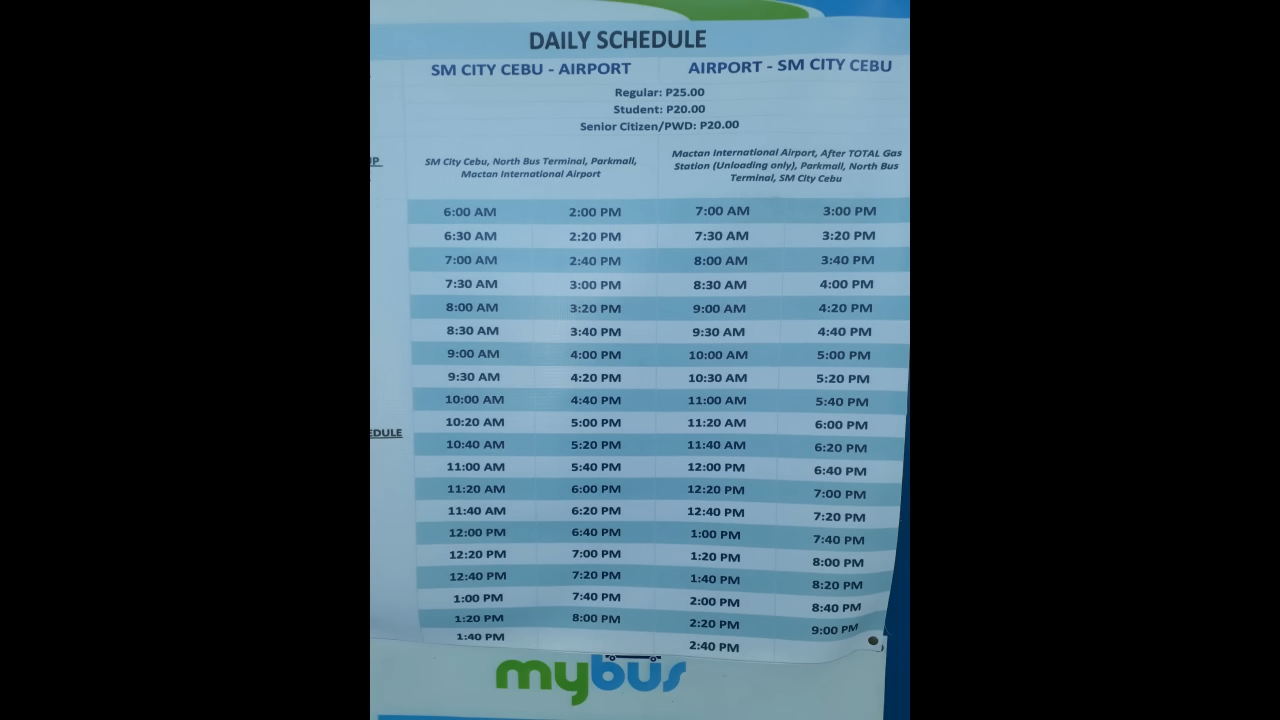 DAILY SCHEDULE
SM CITY CEBU - AIRPORT AIRPORT - SM CITY CEBU
Regular: P25.00
Student: P20.00
Senior Citizen/PWD: P20.00
SM City Cebu, North Bus Terminal, Parkmall,
Mactan International Airport
Mactan International Airport, After TOTAL Gas
Station (Unloading only), Parkmall, North Bus
Terminal, SM City Cebu
6:00 AM 2:00 PM 7:00 AM 3:00 PM
6:30 AM 2:20 PM 7:30 AM 3:20 PM
7:00 AM 2:40 PM 8:00 AM 3:40 PM
7:30 AM 3:00 PM 8:30 AM 4:00 PM
8:00 AM 3:20 PM 9:00 AM 4:20 PM
8:30 AM 3:40 PM 9:30 AM 4:40 PM
9:00 AM 4:00 PM 10:00 AM 5:00 PM
9:30 AM 4:20 PM 10:30 AM 5:20 PM
10:00 AM 4:40 PM 11:00 AM 5:40 PM
10:20 AM 5:00 PM 11:20 AM 6:00 PM
EDULE
10:40 AM 5:20 PM 11:40 AM 6:20 PM
11:00 AM 5:40 PM 12:00 PM 6:40 PM
11:20 AM 6:00 PM 12:20 PM 7:00 PM
11:40 AM 6:20 PM 12:40 PM 7:20 PM
12:00 PM 6:40 PM 1:00 PM 7:40 PM
12:20 PM 7:00 PM 1:20 PM 8:00 PM
12:40 PM 7:20 PM 1:40 PM 8:20 PM
1:00 PM 7:40 PM 2:00 PM 8:40 PM
1:20 PM 8:00 PM 2:20 PM 9:00 PM
1:40 PM 2:40 PM
mybus